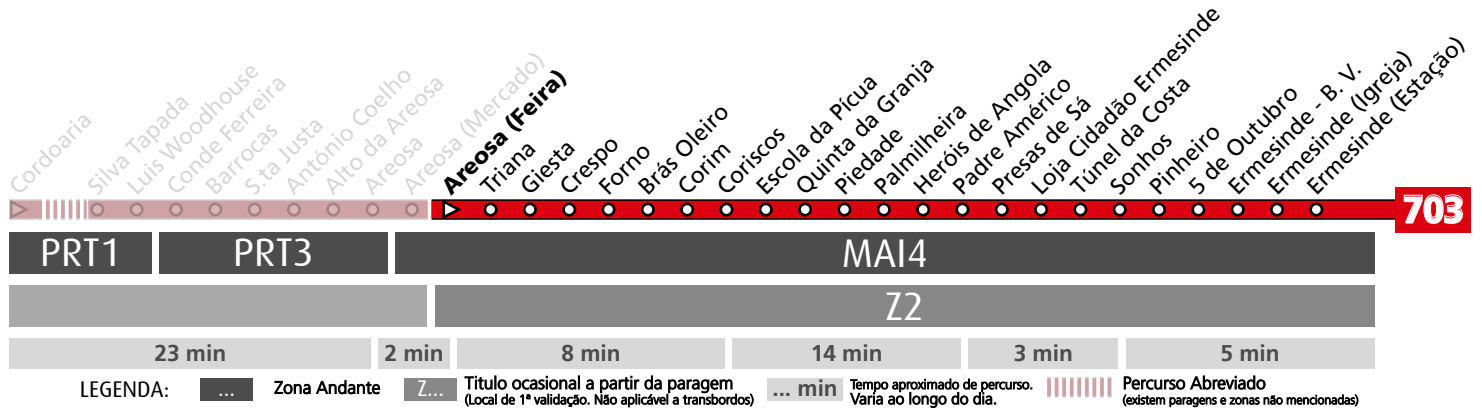 Cordoaria
Silva Tapada
Luis Woodhouse
Conde Ferreira
Barrocas
S.ta Justa
António Coelho
Alto da Areosa
Areosa
Areosa (Mercado)
Areosa (Feira)
Triana
Giesta
Crespo
Forno
Brás Oleiro
Corim
Coriscos
Escola da Pícua
Quinta da Granja
Piedade
Palmilheira
Heróis de Angola
Padre Américo
Presas de Sá
Loja Cidadão Ermesinde
Túnel da Costa
Sonhos
Pinheiro
5 de Outubro
Ermesinde - B. V.
Ermesinde (Igreja)
Ermesinde (Estação)
703
PRT1 PRT3 MAI4
Z2
23 min 2 min 8 min 14 min 3 min 5 min
LEGENDA:
... Zona Andante
Z... Titulo ocasional a partir da paragem
(Local de 1ª validação. Não aplicável a transbordos)
... min Tempo aproximado de percurso.
Varia ao longo do dia.
Percurso Abreviado
(existem paragens e zonas não mencionadas)